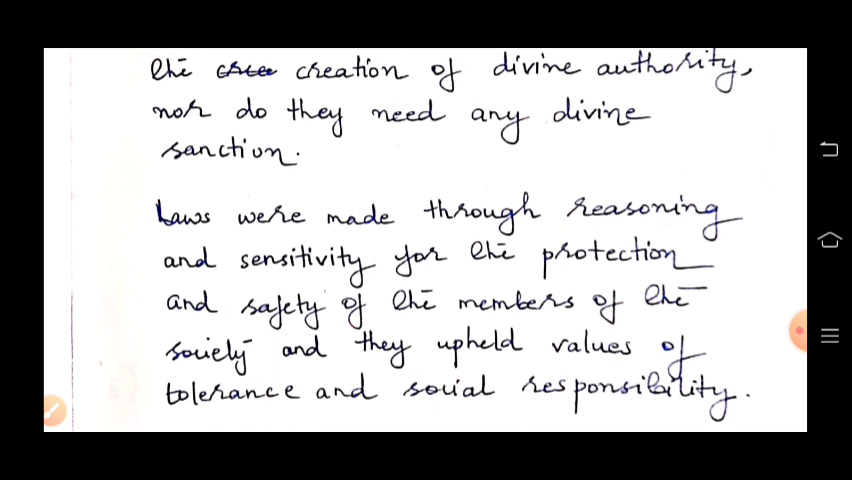 the creation of divine authority,
nor do they need any divine
sanction.
Laws were made through reasoning
and sensitivity for the protection
and safety of the members of the
society and they upheld values of
tolerance and social responsibility.